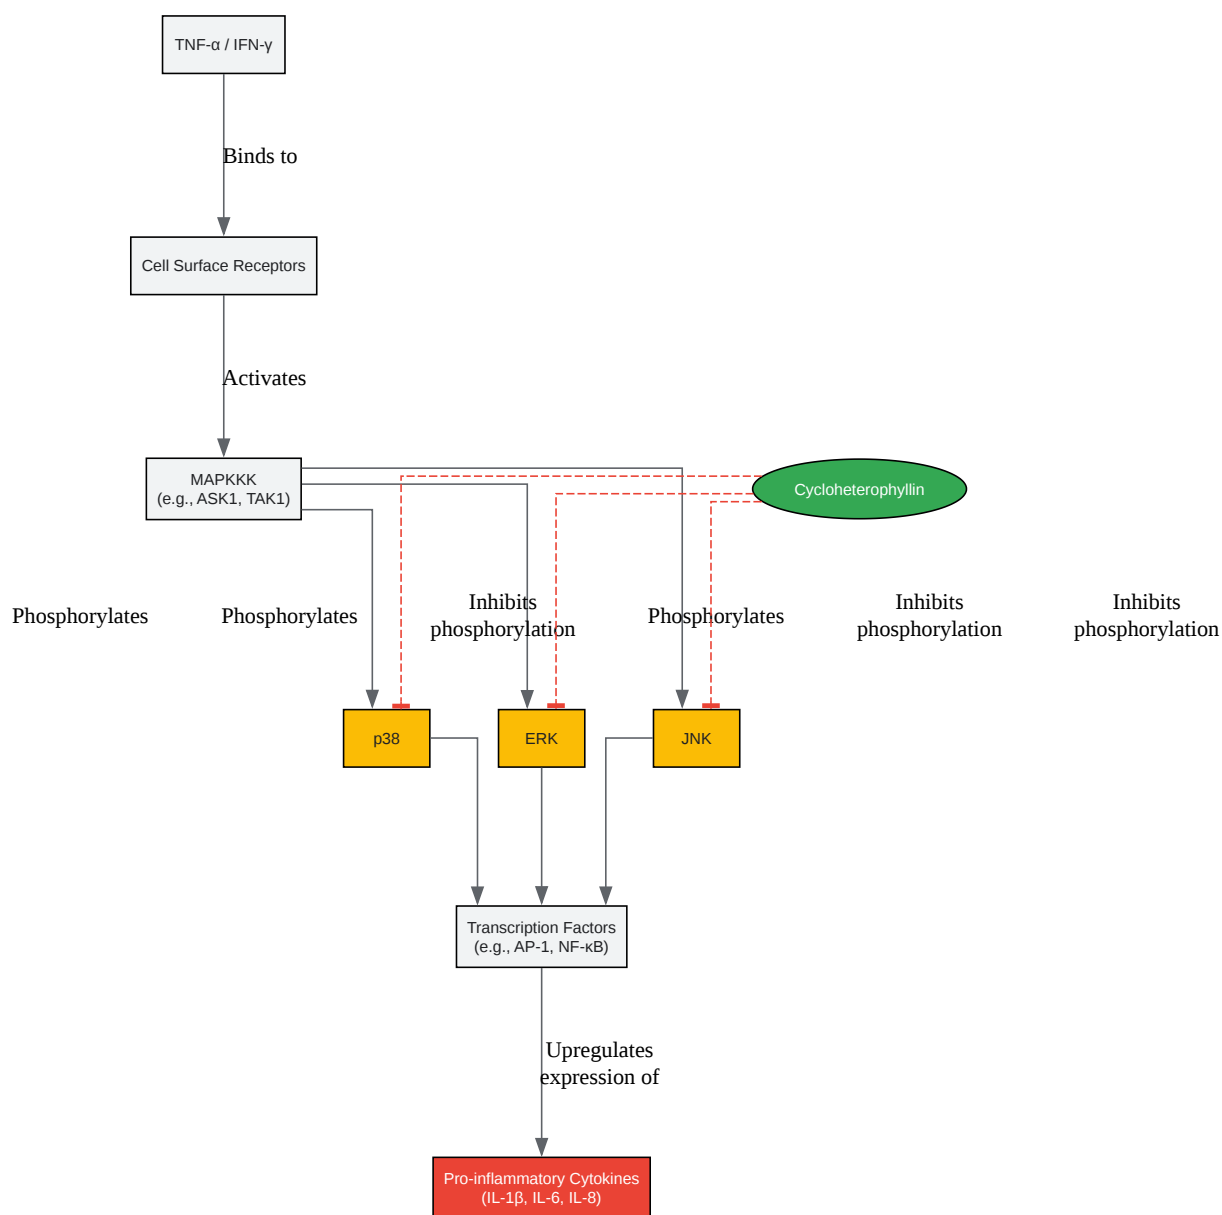 TNF-α / IFN-γ
Binds to
Cell Surface Receptors
Activates
MAPKKK
(e.g., ASK1, TAK1)
Cycloheterophyllin
Phosphorylates
Phosphorylates
Inhibits
phosphorylation
Phosphorylates
Inhibits
phosphorylation
Inhibits
phosphorylation
p38
ERK
JNK
Transcription Factors
(e.g., AP-1, NF-κB)
Upregulates
expression of
Pro-inflammatory Cytokines
(IL-1β, IL-6, IL-8)